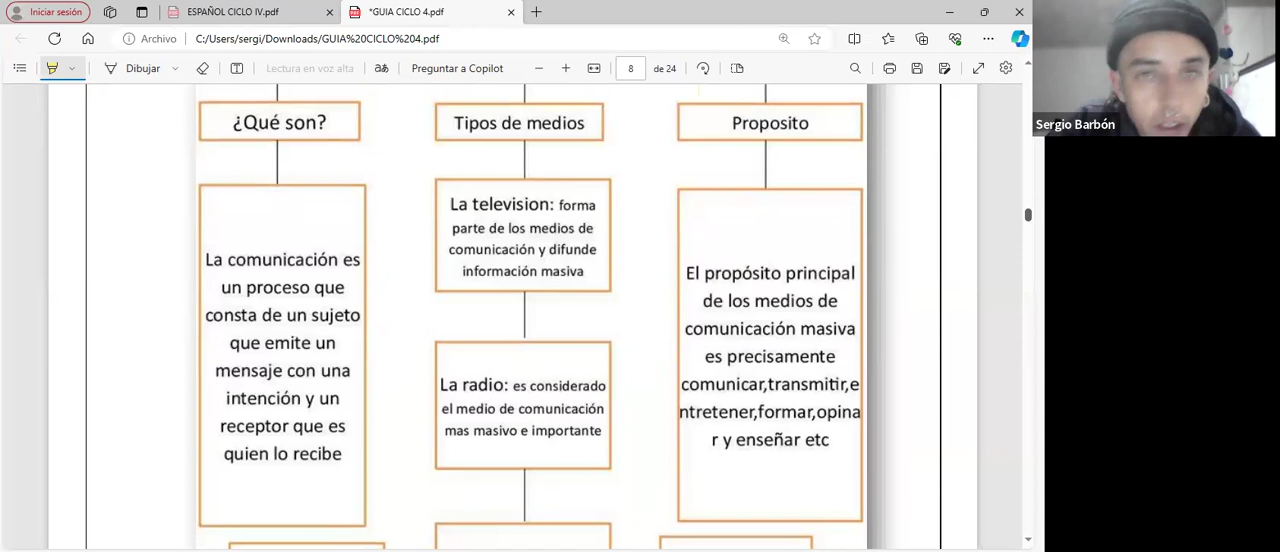 Iniciar sesión
ESPAÑOL CICLO IV.pdf
*GUIA CICLO 4.pdf
Archivo
C:/Users/sergi/Downloads/GUIA%20CICLO%204.pdf
Dibujar
Lectura en voz alta
aあ
Preguntar a Copilot
8
de 24
Sergio Barbón
¿Qué son?
La comunicación es
un proceso que
consta de un sujeto
que emite un
mensaje con una
intención y un
receptor que es
quien lo recibe
Tipos de medios
La television: forma
parte de los medios de
comunicación y difunde
información masiva
La radio: es considerado
el medio de comunicación
mas masivo e importante
Proposito
El propósito principal
de los medios de
comunicación masiva
es precisamente
comunicar,transmitir,e
ntretener,formar,opina
r y enseñar etc